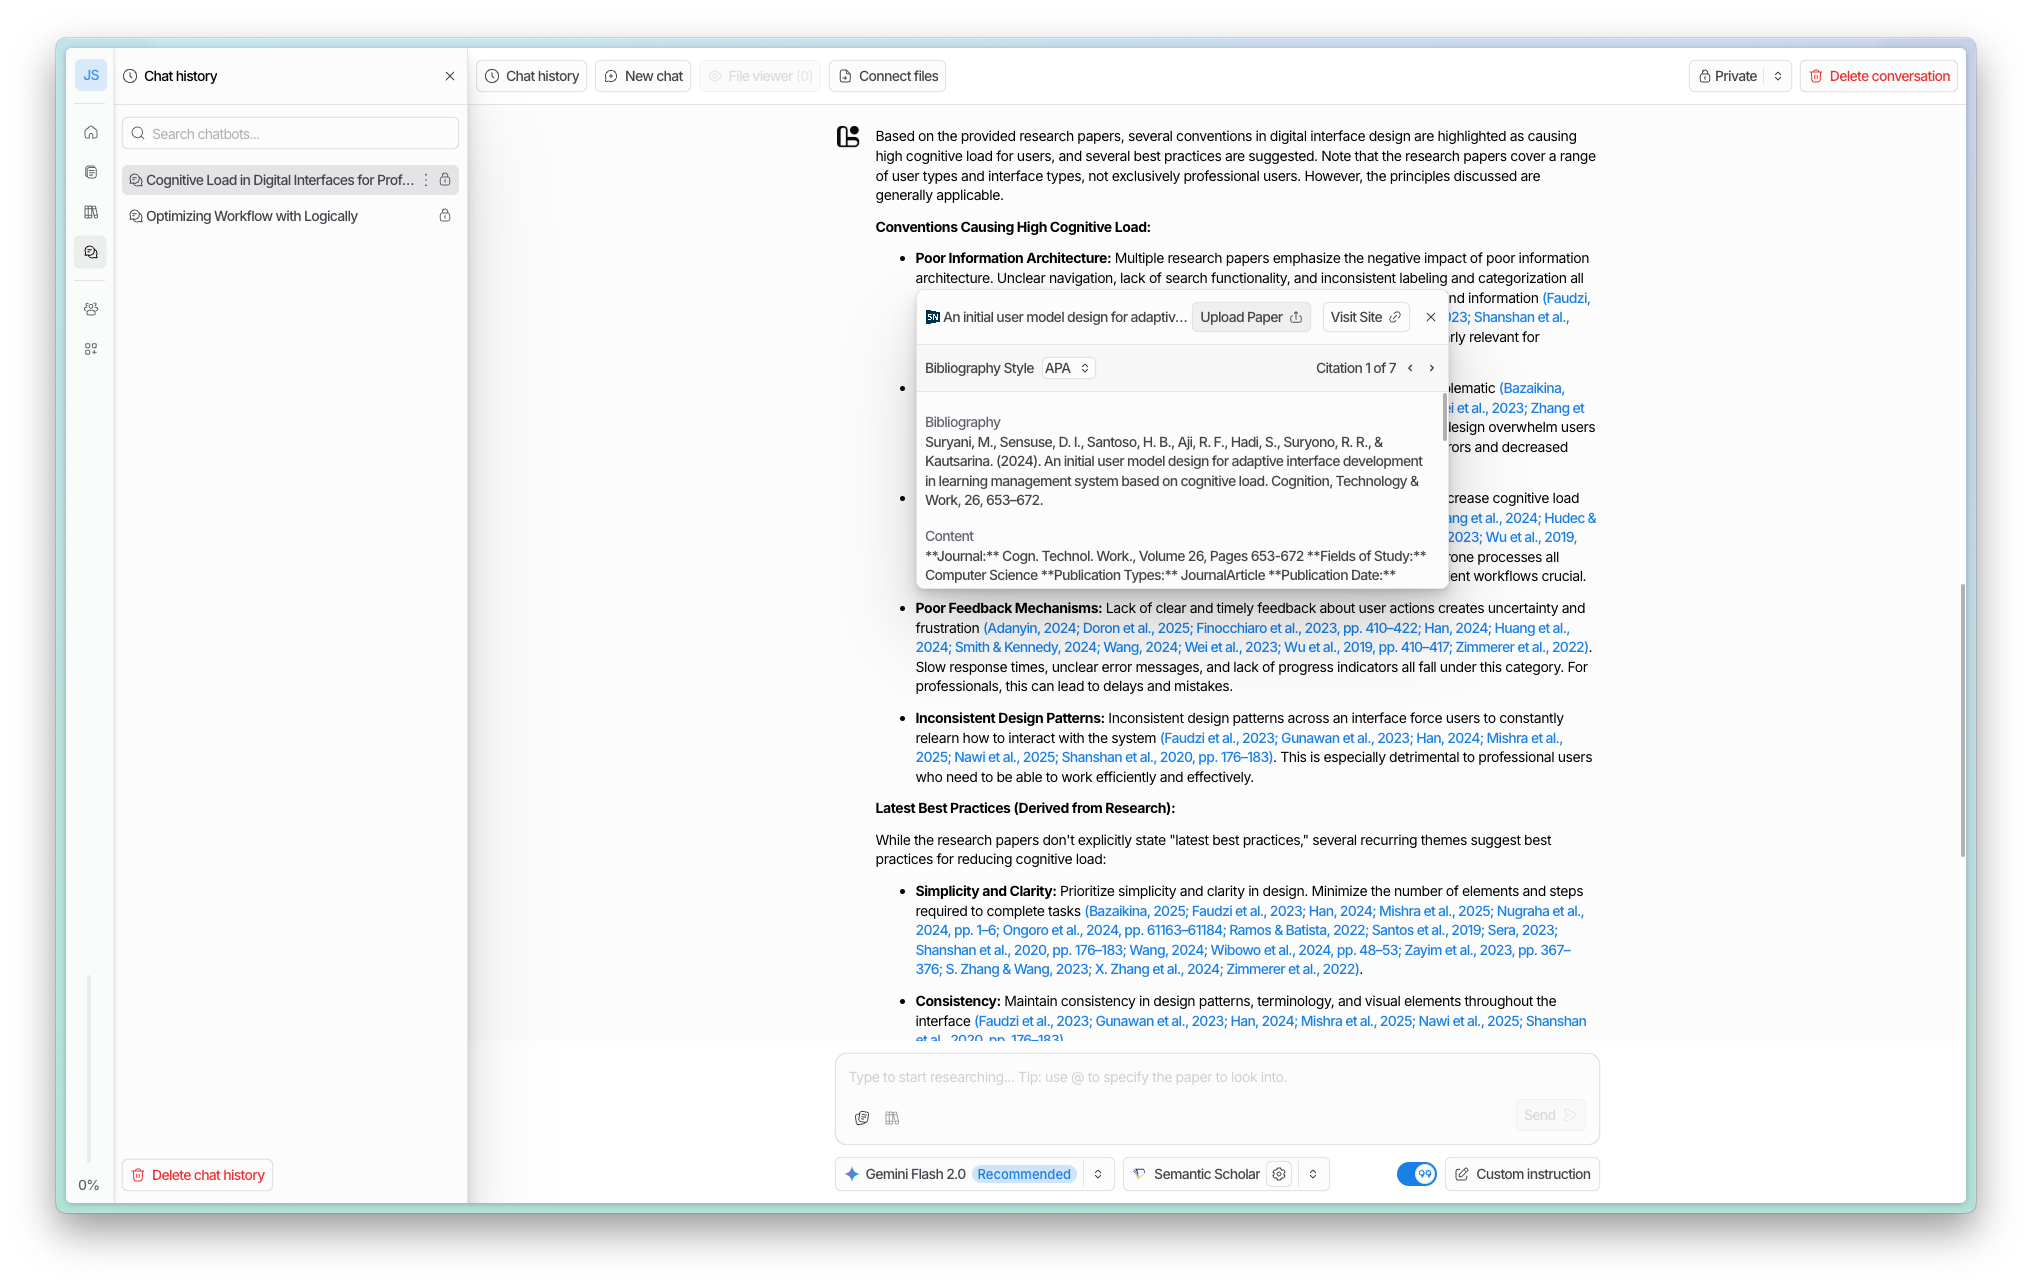 JS
Chat history
Search chatbots...
Cognitive Load in Digital Interfaces for Prof...
Optimizing Workflow with Logically
Delete chat history
0%
Chat history
New chat
File viewer (0)
Connect files
Private
Delete conversation
Based on the provided research papers, several conventions in digital interface design are highlighted as causing
high cognitive load for users, and several best practices are suggested. Note that the research papers cover a range
of user types and interface types, not exclusively professional users. However, the principles discussed are
generally applicable.
Conventions Causing High Cognitive Load:
• Poor Information Architecture: Multiple research papers emphasize the negative impact of poor information
architecture. Unclear navigation, lack of search functionality, and inconsistent labeling and categorization all
nd information (Faudzi,
23; Shanshan et al.,
rly relevant for
lematic (Bazaikina,
ei et al., 2023; Zhang et
esign overwhelm users
rors and decreased
crease cognitive load
ang et al., 2024; Hudec &
2023; Wu et al., 2019,
rone processes all
ient workflows crucial.
SN An initial user model design for adaptiv...
Upload Paper
Visit Site
Bibliography Style
APA
Citation 1 of 7
Bibliography
Suryani, M., Sensuse, D. I., Santoso, H. B., Aji, R. F., Hadi, S., Suryono, R. R., &
Kautsarina. (2024). An initial user model design for adaptive interface development
in learning management system based on cognitive load. Cognition, Technology &
Work, 26, 653–672.
Content
**Journal:** Cogn. Technol. Work., Volume 26, Pages 653-672 **Fields of Study:**
Computer Science **Publication Types:** JournalArticle **Publication Date:**
• Poor Feedback Mechanisms: Lack of clear and timely feedback about user actions creates uncertainty and
frustration (Adanyin, 2024; Doron et al., 2025; Finocchiaro et al., 2023, pp. 410–422; Han, 2024; Huang et al.,
2024; Smith & Kennedy, 2024; Wang, 2024; Wei et al., 2023; Wu et al., 2019, pp. 410–417; Zimmerer et al., 2022).
Slow response times, unclear error messages, and lack of progress indicators all fall under this category. For
professionals, this can lead to delays and mistakes.
• Inconsistent Design Patterns: Inconsistent design patterns across an interface force users to constantly
relearn how to interact with the system (Faudzi et al., 2023; Gunawan et al., 2023; Han, 2024; Mishra et al.,
2025; Nawi et al., 2025; Shanshan et al., 2020, pp. 176–183). This is especially detrimental to professional users
who need to be able to work efficiently and effectively.
Latest Best Practices (Derived from Research):
While the research papers don't explicitly state "latest best practices," several recurring themes suggest best
practices for reducing cognitive load:
• Simplicity and Clarity: Prioritize simplicity and clarity in design. Minimize the number of elements and steps
required to complete tasks (Bazaikina, 2025; Faudzi et al., 2023; Han, 2024; Mishra et al., 2025; Nugraha et al.,
2024, pp. 1–6; Ongoro et al., 2024, pp. 61163–61184; Ramos & Batista, 2022; Santos et al., 2019; Sera, 2023;
Shanshan et al., 2020, pp. 176–183; Wang, 2024; Wibowo et al., 2024, pp. 48–53; Zayim et al., 2023, pp. 367–
376; S. Zhang & Wang, 2023; X. Zhang et al., 2024; Zimmerer et al., 2022).
• Consistency: Maintain consistency in design patterns, terminology, and visual elements throughout the
interface (Faudzi et al., 2023; Gunawan et al., 2023; Han, 2024; Mishra et al., 2025; Nawi et al., 2025; Shanshan
et al., 2020, pp. 176–183)
Type to start researching... Tip: use @ to specify the paper to look into.
Send
Gemini Flash 2.0 Recommended
Semantic Scholar
Custom instruction